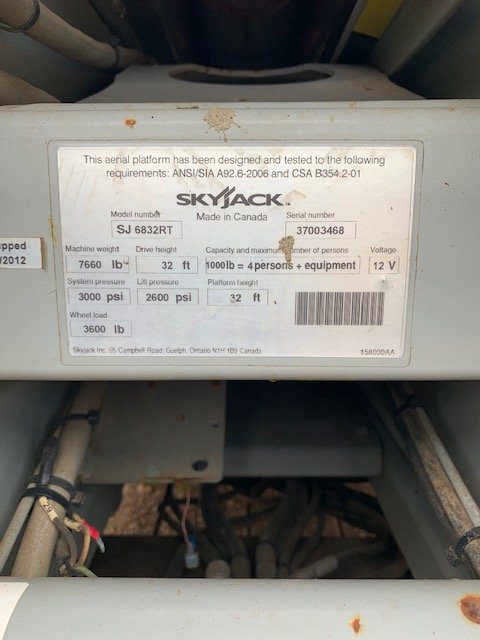 This aerial platform has been designed and tested to the following
requirements: ANSI/SIA A92.6-2006 and CSA B354.2-01
SKYJACK
Made in Canada
Model number
SJ 6832RT
Serial number
37003468
Machine weight
7660 lb
Drive height
32 ft
Capacity and maximum number of persons
1000lb = 4 persons + equipment
Voltage
12 V
System pressure
3000 psi
Lift pressure
2600 psi
Platform height
32 ft
Wheel load
3600 lb
Skyjack Inc. 55 Campbell Road, Guelph, Ontario N1H 1B9 Canada
158030AA
ipped
/2012